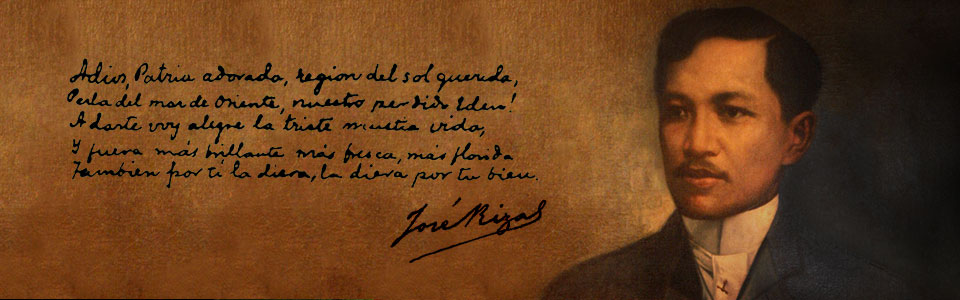 Adios, Patria adorada, region del sol querida,
Perla del mar de Oriente, nuestro perdido Eden!
A darte voy alegre la triste mustia vida,
Y fuera más brillante más fresca, más florida
También por ti la diera, la diera por tu bien.
José Rizal